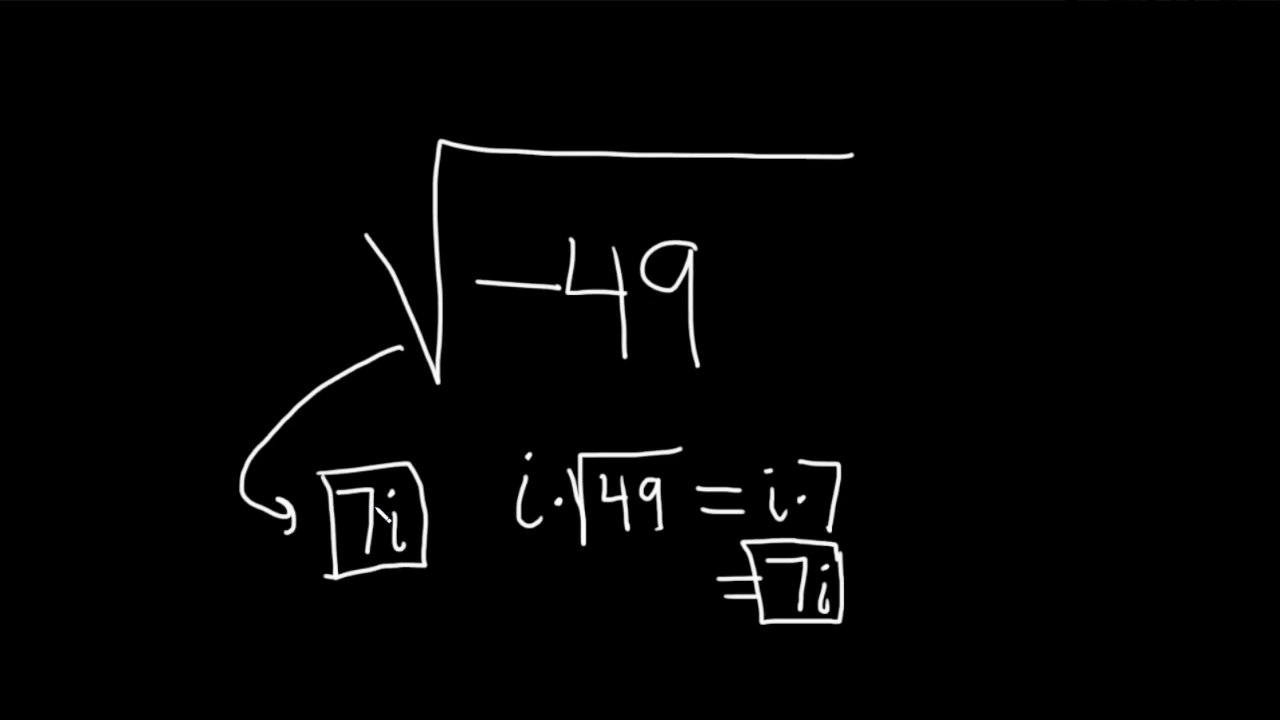 √-49
7i
i·√49 = i·7
= 7i